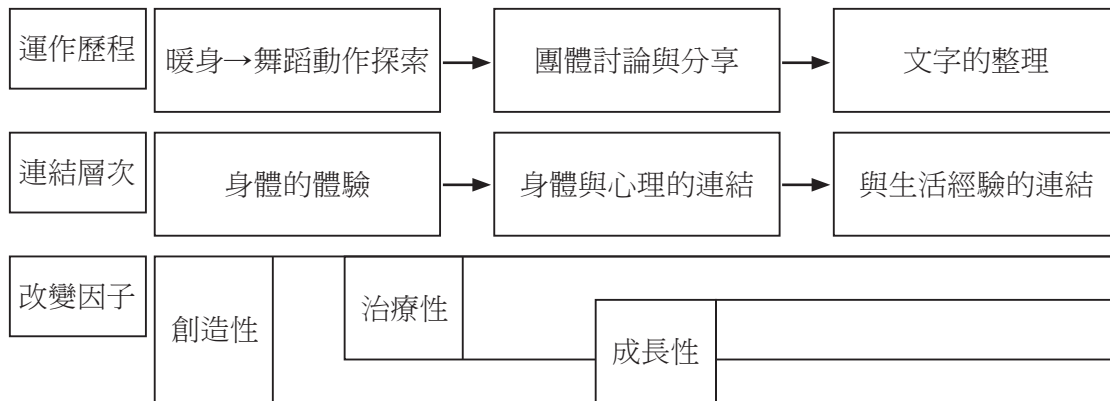 運作歷程
暖身→舞蹈動作探索
團體討論與分享
文字的整理
連結層次
身體的體驗
身體與心理的連結
與生活經驗的連結
改變因子
創造性
治療性
成長性